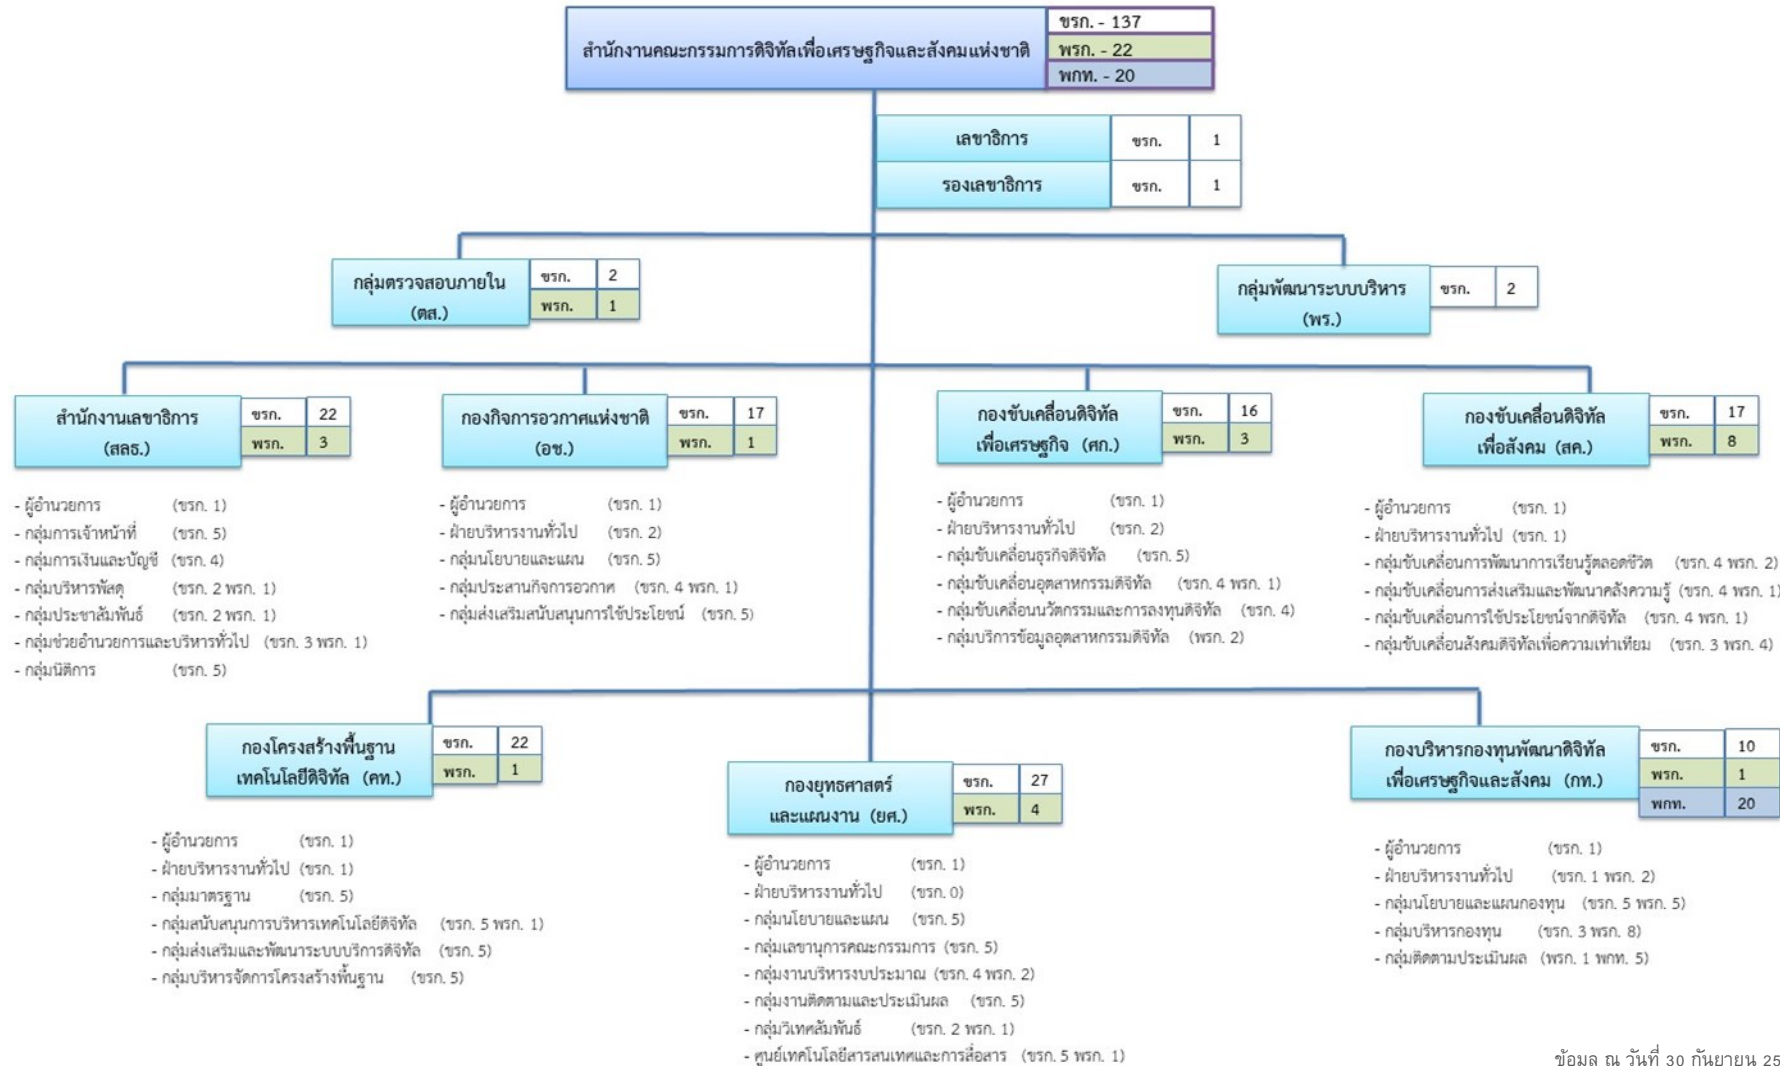 สำนักงานคณะกรรมการดิจิทัลเพื่อเศรษฐกิจและสังคมแห่งชาติ
ขรก. - 137
พรก. - 22
พกท. - 20
เลขาธิการ ขรก. 1
รองเลขาธิการ ขรก. 1
กลุ่มตรวจสอบภายใน
(ตส.)
ขรก. 2
พรก. 1
กลุ่มพัฒนาระบบบริหาร
(พร.)
ขรก. 2
สำนักงานเลขาธิการ
(สลธ.)
ขรก. 22
พรก. 3
- ผู้อำนวยการ (ขรก. 1)
- กลุ่มการเจ้าหน้าที่ (ขรก. 5)
- กลุ่มการเงินและบัญชี (ขรก. 4)
- กลุ่มบริหารพัสดุ (ขรก. 2 พรก. 1)
- กลุ่มประชาสัมพันธ์ (ขรก. 2 พรก. 1)
- กลุ่มช่วยอำนวยการและบริหารทั่วไป (ขรก. 3 พรก. 1)
- กลุ่มนิติการ (ขรก. 5)
กองกิจการอวกาศแห่งชาติ
(อช.)
ขรก. 17
พรก. 1
- ผู้อำนวยการ (ขรก. 1)
- ฝ่ายบริหารงานทั่วไป (ขรก. 2)
- กลุ่มนโยบายและแผน (ขรก. 5)
- กลุ่มประสานกิจการอวกาศ (ขรก. 4 พรก. 1)
- กลุ่มส่งเสริมสนับสนุนการใช้ประโยชน์ (ขรก. 5)
กองขับเคลื่อนดิจิทัล
เพื่อเศรษฐกิจ (ศก.)
ขรก. 16
พรก. 3
- ผู้อำนวยการ (ขรก. 1)
- ฝ่ายบริหารงานทั่วไป (ขรก. 2)
- กลุ่มขับเคลื่อนธุรกิจดิจิทัล (ขรก. 5)
- กลุ่มขับเคลื่อนอุตสาหกรรมดิจิทัล (ขรก. 4 พรก. 1)
- กลุ่มขับเคลื่อนนวัตกรรมและการลงทุนดิจิทัล (ขรก. 4)
- กลุ่มบริการข้อมูลอุตสาหกรรมดิจิทัล (พรก. 2)
กองขับเคลื่อนดิจิทัล
เพื่อสังคม (สค.)
ขรก. 17
พรก. 8
- ผู้อำนวยการ (ขรก. 1)
- ฝ่ายบริหารงานทั่วไป (ขรก. 1)
- กลุ่มขับเคลื่อนการพัฒนาการเรียนรู้ตลอดชีวิต (ขรก. 4 พรก. 2)
- กลุ่มขับเคลื่อนการส่งเสริมและพัฒนาคลังความรู้ (ขรก. 4 พรก. 1)
- กลุ่มขับเคลื่อนการใช้ประโยชน์จากดิจิทัล (ขรก. 4 พรก. 1)
- กลุ่มขับเคลื่อนสังคมดิจิทัลเพื่อความเท่าเทียม (ขรก. 3 พรก. 4)
กองโครงสร้างพื้นฐาน
เทคโนโลยีดิจิทัล (คท.)
ขรก. 22
พรก. 1
- ผู้อำนวยการ (ขรก. 1)
- ฝ่ายบริหารงานทั่วไป (ขรก. 1)
- กลุ่มมาตรฐาน (ขรก. 5)
- กลุ่มสนับสนุนการบริหารเทคโนโลยีดิจิทัล (ขรก. 5 พรก. 1)
- กลุ่มส่งเสริมและพัฒนาระบบบริการดิจิทัล (ขรก. 5)
- กลุ่มบริหารจัดการโครงสร้างพื้นฐาน (ขรก. 5)
กองยุทธศาสตร์
และแผนงาน (ยศ.)
ขรก. 27
พรก. 4
- ผู้อำนวยการ (ขรก. 1)
- ฝ่ายบริหารงานทั่วไป (ขรก. 0)
- กลุ่มนโยบายและแผน (ขรก. 5)
- กลุ่มเลขานุการคณะกรรมการ (ขรก. 5)
- กลุ่มงานบริหารงบประมาณ (ขรก. 4 พรก. 2)
- กลุ่มงานติดตามและประเมินผล (ขรก. 5)
- กลุ่มวิเทศสัมพันธ์ (ขรก. 2 พรก. 1)
- ศูนย์เทคโนโลยีสารสนเทศและการสื่อสาร (ขรก. 5 พรก. 1)
กองบริหารกองทุนพัฒนาดิจิทัล
เพื่อเศรษฐกิจและสังคม (กท.)
ขรก. 10
พรก. 1
พกท. 20
- ผู้อำนวยการ (ขรก. 1)
- ฝ่ายบริหารงานทั่วไป (ขรก. 1 พรก. 2)
- กลุ่มนโยบายและแผนกองทุน (ขรก. 5 พรก. 5)
- กลุ่มบริหารกองทุน (ขรก. 3 พรก. 8)
- กลุ่มติดตามประเมินผล (พรก. 1 พกท. 5)
ข้อมูล ณ วันที่ 30 กันยายน 25